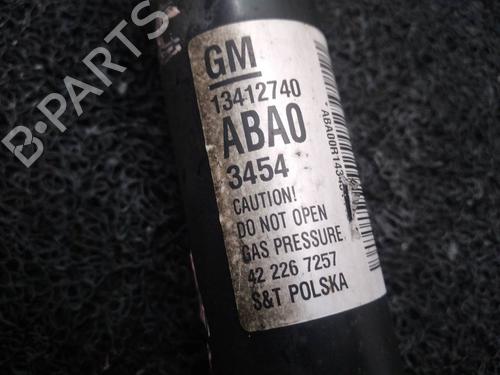 B-PARTS
GM
13412740
ABA0
3454
CAUTION!
DO NOT OPEN
GAS PRESSURE
42 226 7257
S&T POLSKA